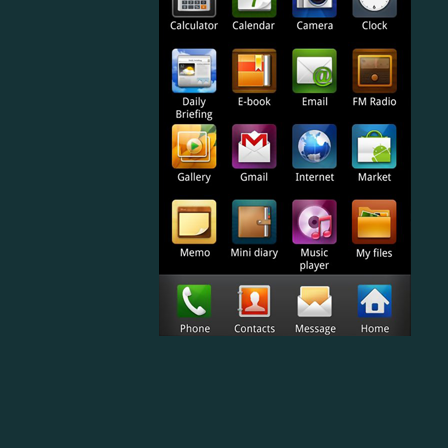 Calculator Calendar Camera Clock
Daily E-book Email FM Radio
Briefing
Gallery Gmail Internet Market
Memo Mini diary Music My files
player
Phone Contacts Message Home